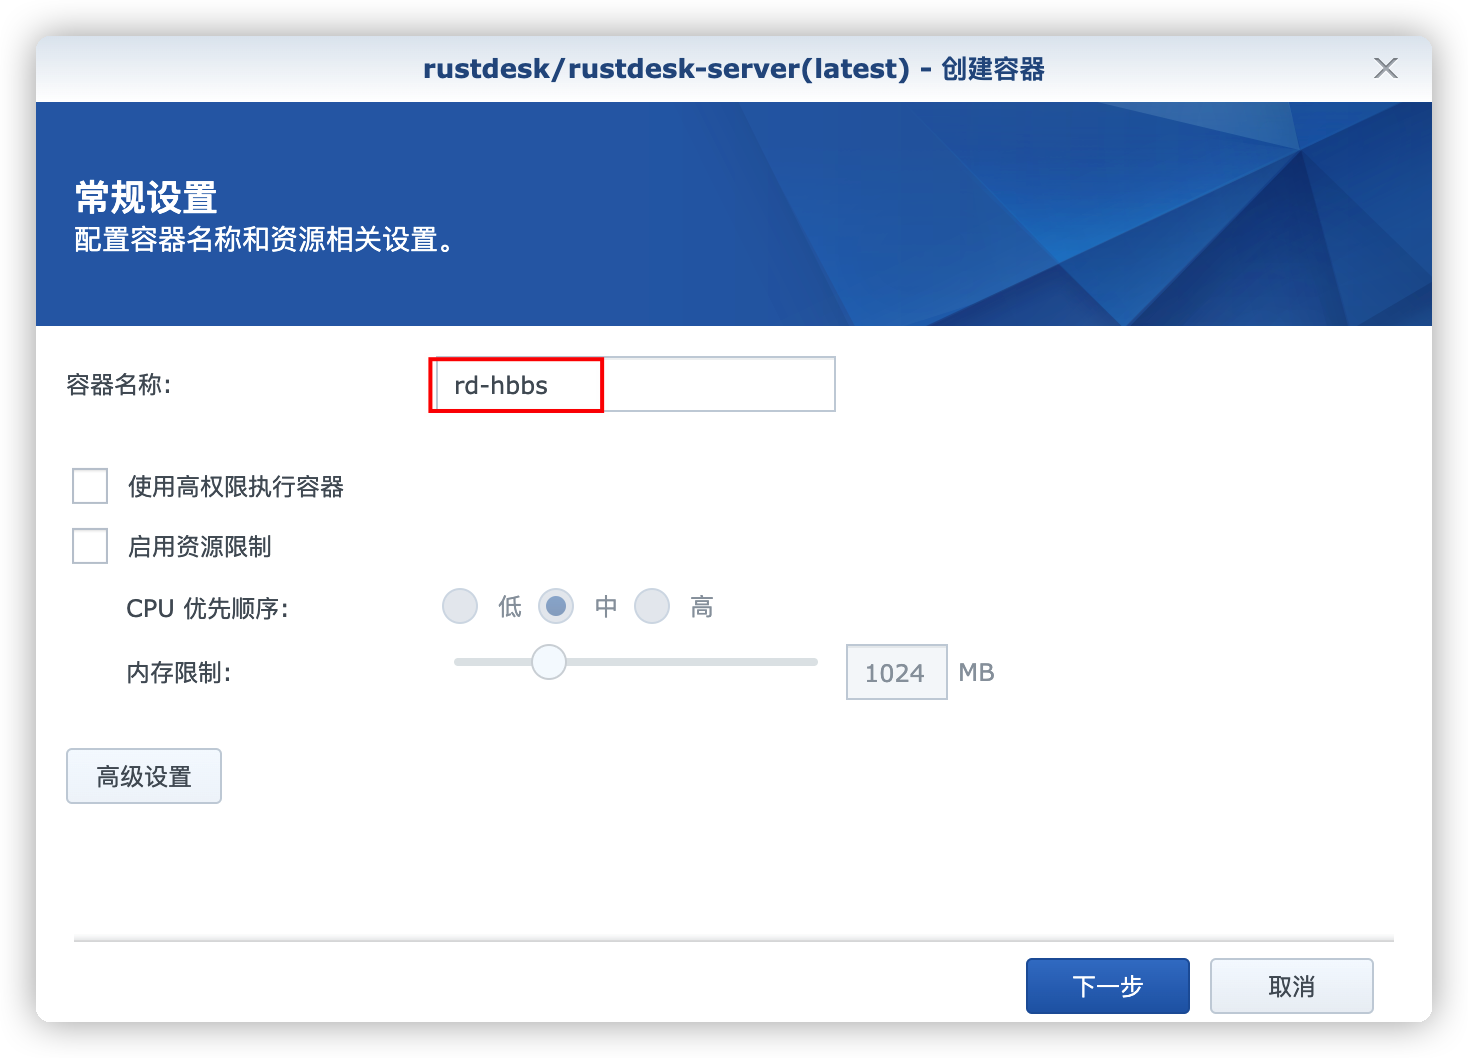 rustdesk/rustdesk-server(latest) - 创建容器
常规设置
配置容器名称和资源相关设置。
容器名称: rd-hbbs
使用高权限执行容器
启用资源限制
CPU 优先顺序: 低 中 高
内存限制: 1024 MB
高级设置
下一步 取消